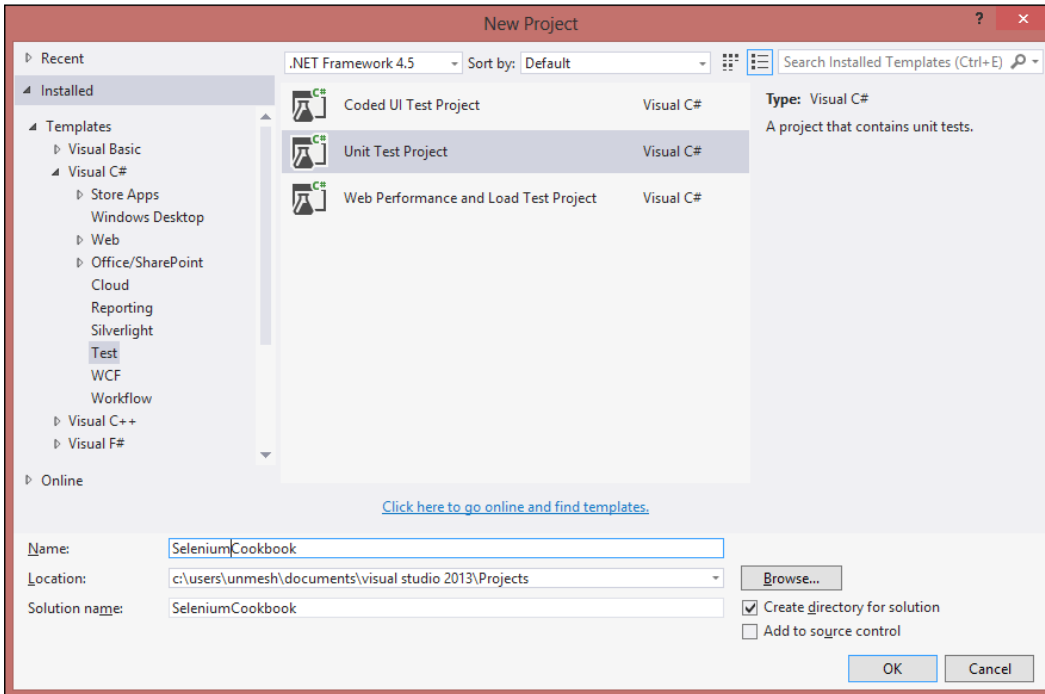 New Project
?
×
Recent
.NET Framework 4.5
Sort by: Default
Search Installed Templates (Ctrl+E)
Installed
Templates
Visual Basic
Visual C#
Store Apps
Windows Desktop
Web
Office/SharePoint
Cloud
Reporting
Silverlight
Test
WCF
Workflow
Visual C++
Visual F#
Online
C# Coded UI Test Project Visual C#
C# Unit Test Project Visual C#
C# Web Performance and Load Test Project Visual C#
Type: Visual C#
A project that contains unit tests.
Click here to go online and find templates.
Name: SeleniumCookbook
Location: c:\users\unmesh\documents\visual studio 2013\Projects
Browse...
Solution name: SeleniumCookbook
Create directory for solution
Add to source control
OK
Cancel